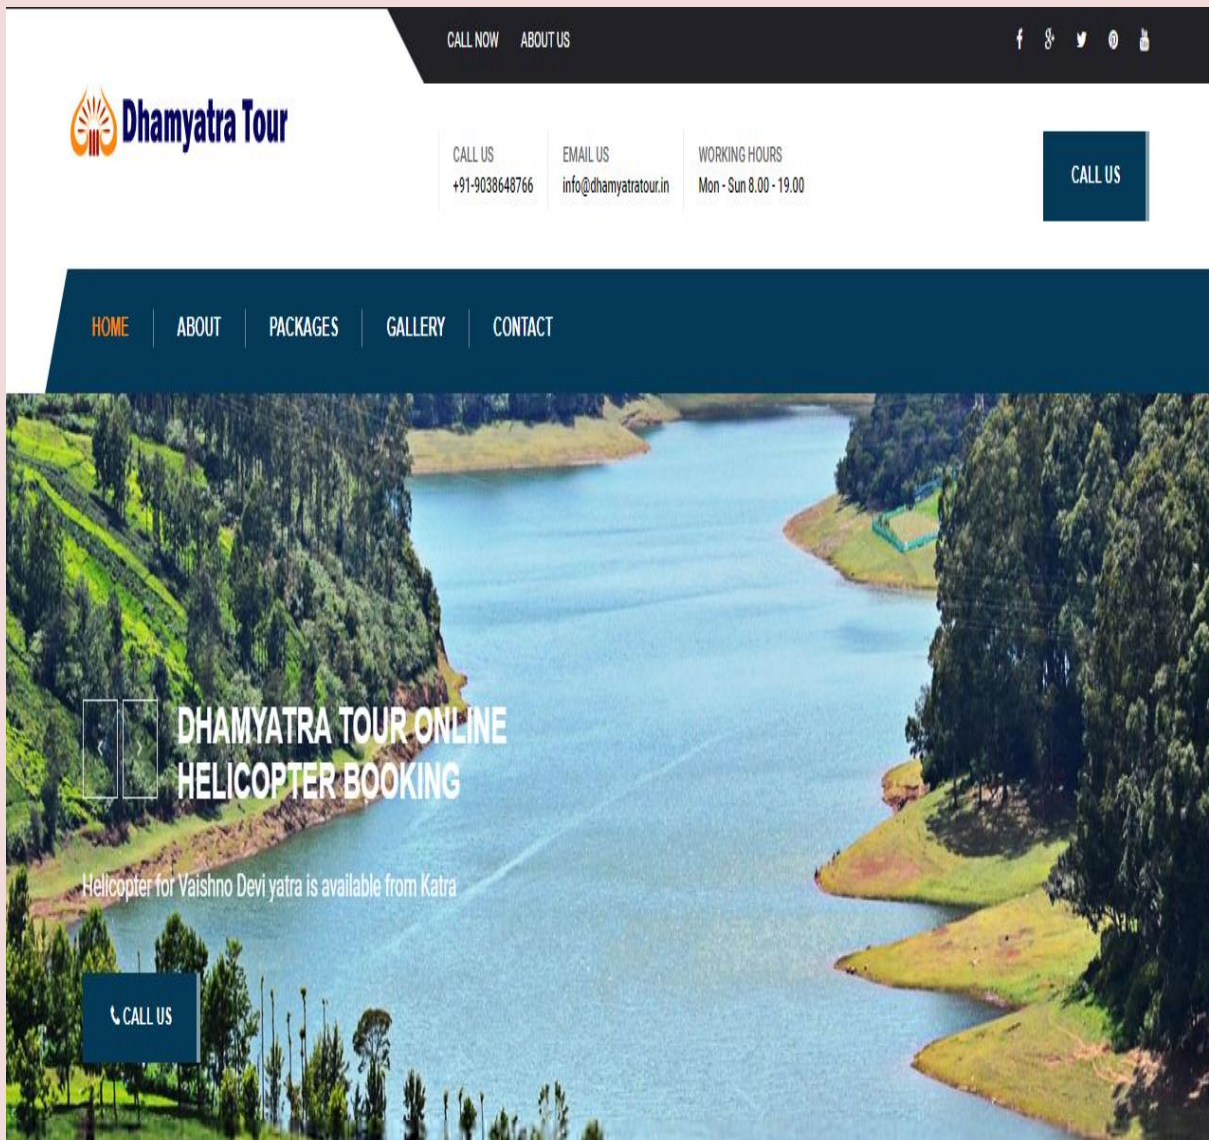 CALL NOW ABOUT US
Dhamyatra Tour
CALL US
+91-9038648766
EMAIL US
info@dhamyatratour.in
WORKING HOURS
Mon - Sun 8.00 - 19.00
CALL US
HOME ABOUT PACKAGES GALLERY CONTACT
DHAMYATRA TOUR ONLINE
HELICOPTER BOOKING
Helicopter for Vaishno Devi yatra is available from Katra
CALL US